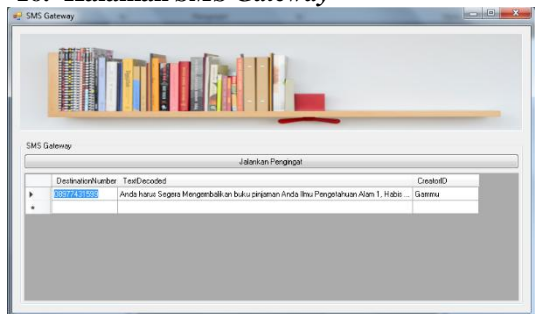 SMS Gateway
SMS Gateway
Jalankan Pengingat
DestinationNumber TextDecoded CreatorID
08977431599 Anda harus Segera Mengembalikan buku pinjaman Anda Ilmu Pengetahuan Alam 1, Habis ... Gammu